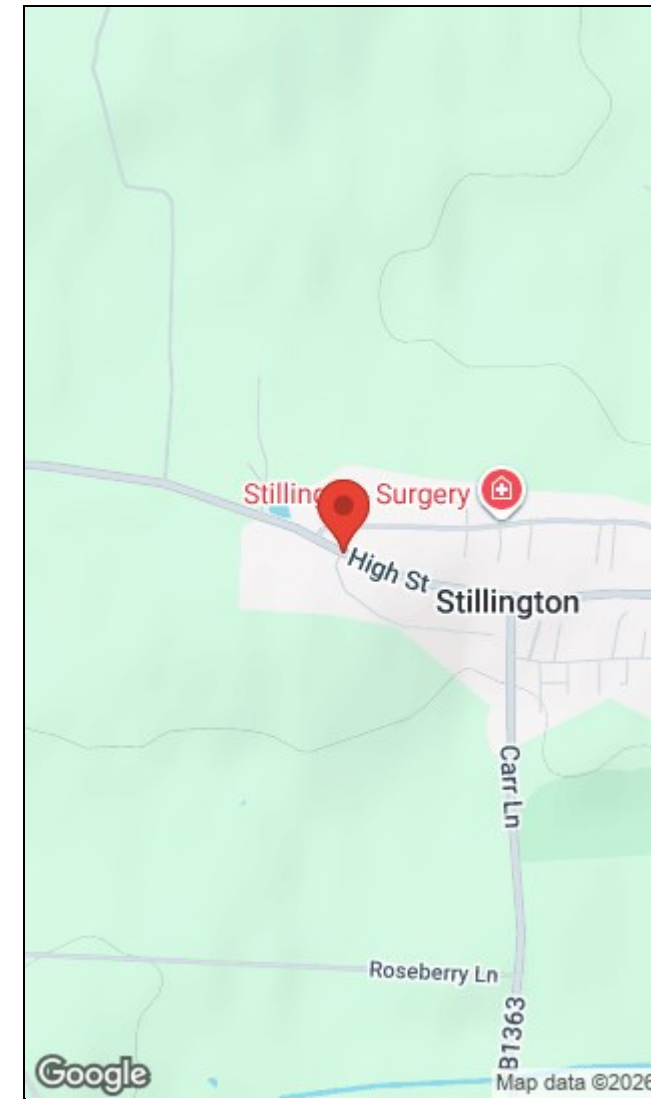 Stilling Surgery
High St
Stillington
Carr Ln
Roseberry Ln
B1363
Google
Map data ©2026